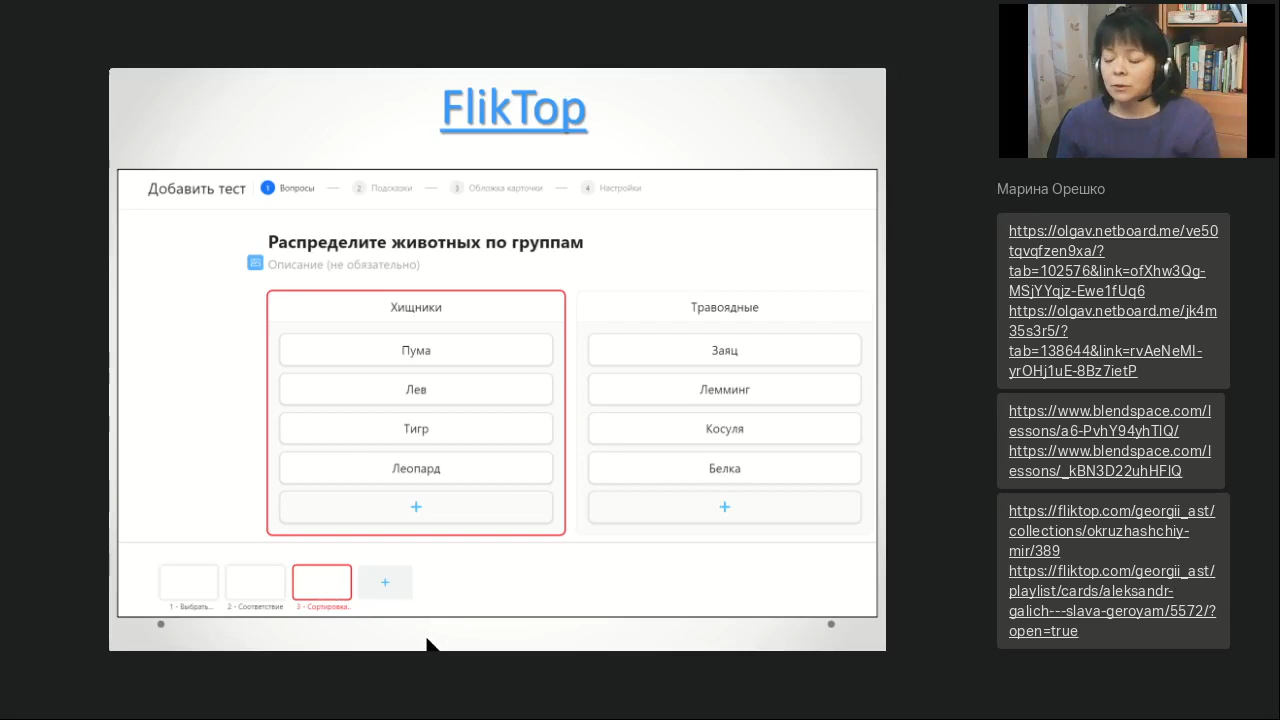 FlikTop
Добавить тест 1 Вопросы — 2 Подсказки — 3 Обложка карточки — 4 Настройки
Распределите животных по группам
Описание (не обязательно)
Хищники
Пума
Лев
Тигр
Леопард
+
Травоядные
Заяц
Лемминг
Косуля
Белка
+
+
1 - Выбрать... 2 - Соответствие 3 - Сортировка..
Марина Орешко
https://olgav.netboard.me/ve50
tqvqfzen9xa/?
tab=102576&link=ofXhw3Qg-
MSjYYqjz-Ewe1fUq6
https://olgav.netboard.me/jk4m
35s3r5/?
tab=138644&link=rvAeNeMI-
yrOHj1uE-8Bz7ietP
https://www.blendspace.com/l
essons/a6-PvhY94yhTIQ/
https://www.blendspace.com/l
essons/_kBN3D22uhHFIQ
https://fliktop.com/georgii_ast/
collections/okruzhashchiy-
mir/389
https://fliktop.com/georgii_ast/
playlist/cards/aleksandr-
galich---slava-geroyam/5572/?
open=true